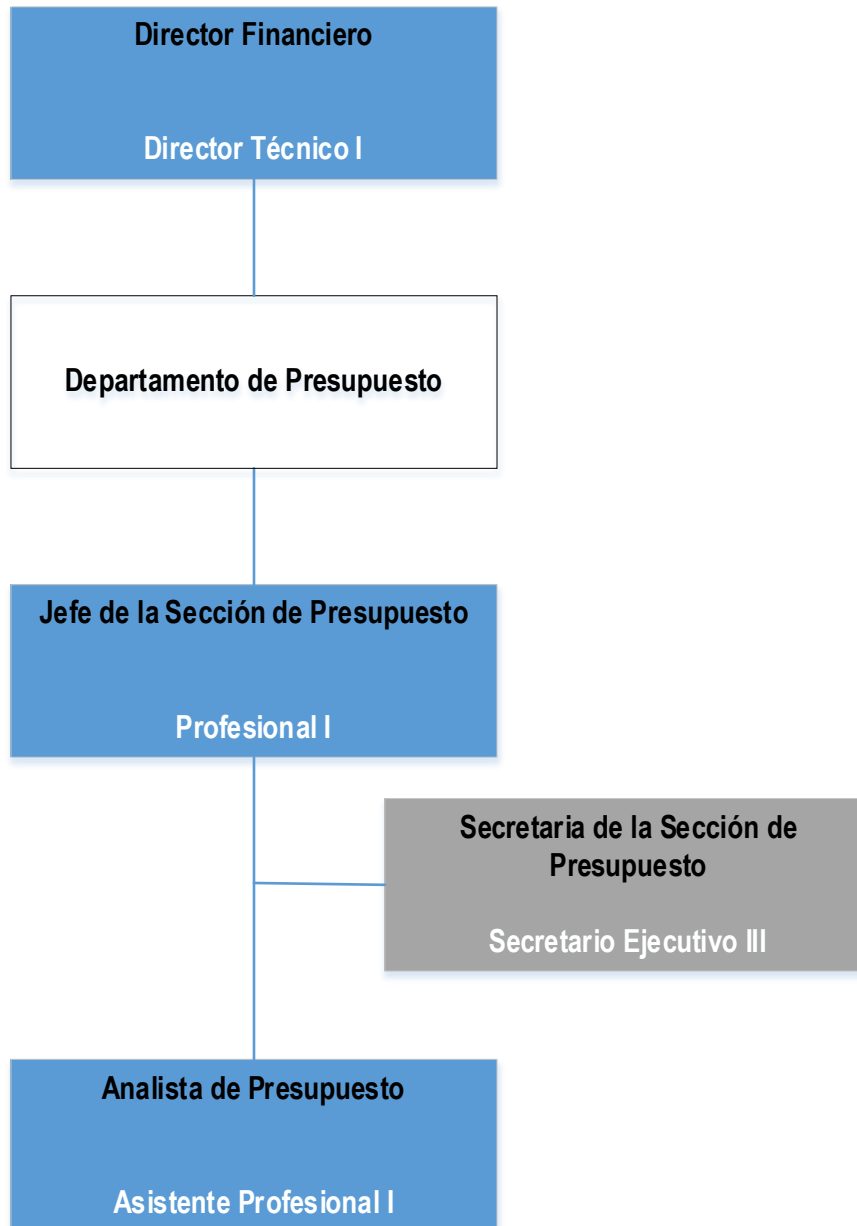 Director Financiero
Director Técnico I
Departamento de Presupuesto
Jefe de la Sección de Presupuesto
Profesional I
Secretaria de la Sección de
Presupuesto
Secretario Ejecutivo III
Analista de Presupuesto
Asistente Profesional I